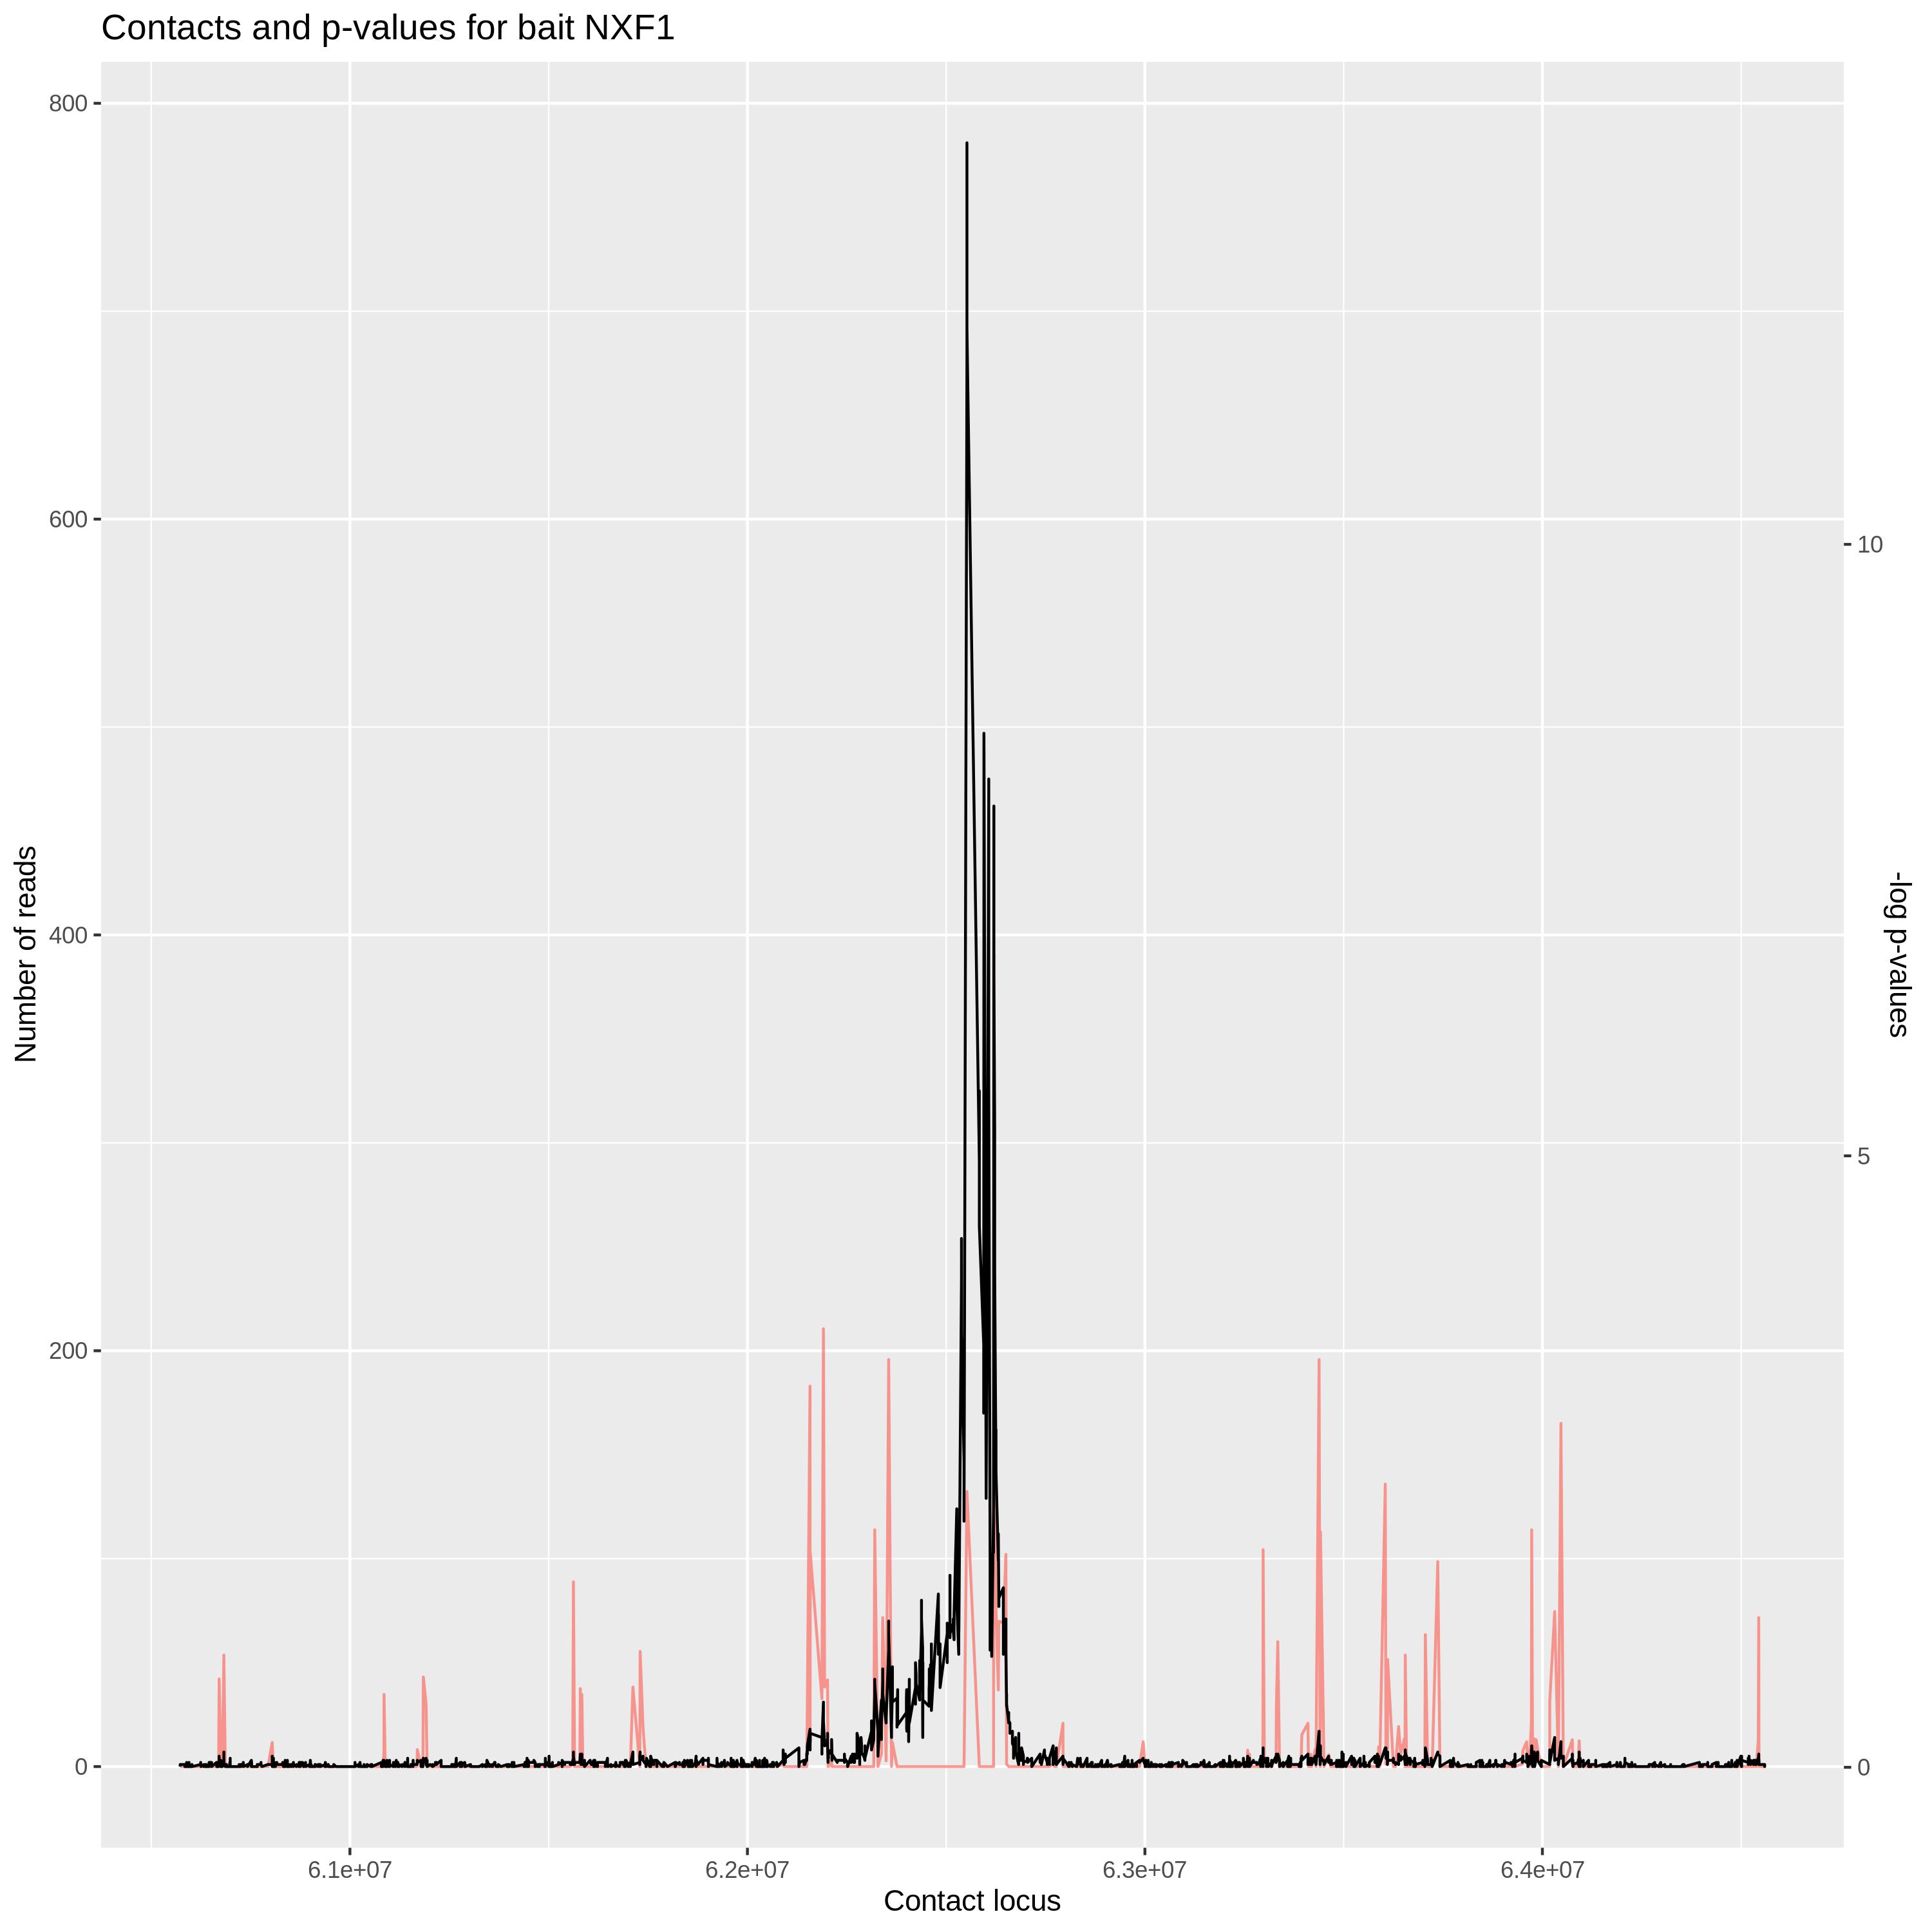 Contacts and p-values for bait NXF1
800
600
400
200
0
Number of reads
10
5
0
-log p-values
6.1e+07
6.2e+07
6.3e+07
6.4e+07
Contact locus